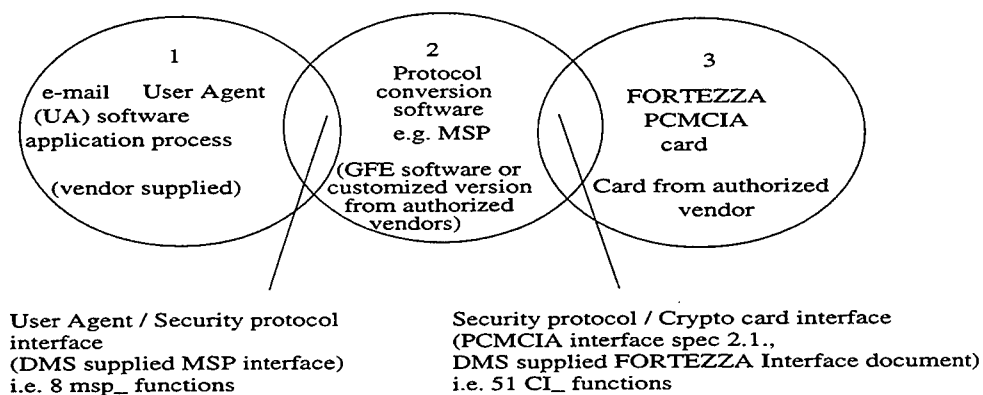 1
e-mail User Agent
(UA) software
application process
(vendor supplied)
2
Protocol
conversion
software
e.g. MSP
(GFE software or
customized version
from authorized
vendors)
3
FORTEZZA
PCMCIA
card
Card from authorized
vendor
User Agent / Security protocol
interface
(DMS supplied MSP interface)
i.e. 8 msp_ functions
Security protocol / Crypto card interface
(PCMCIA interface spec 2.1.,
DMS supplied FORTEZZA Interface document)
i.e. 51 CI_ functions